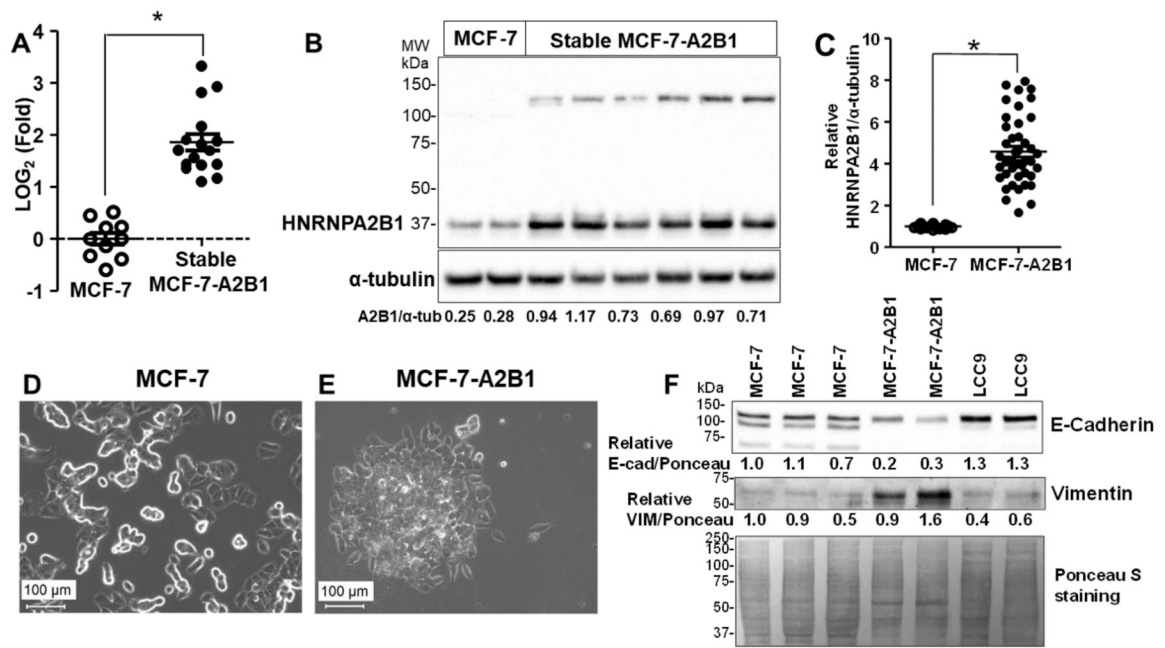 A
LOG2 (Fold)
4
3
2
1
0
-1
*
MCF-7
Stable
MCF-7-A2B1
B
MW
kDa
MCF-7
Stable MCF-7-A2B1
150-
100-
75-
50-
37-
HNRNPA2B1
α-tubulin
A2B1/α-tub 0.25 0.28 0.94 1.17 0.73 0.69 0.97 0.71
C
Relative
HNRNPA2B1/α-tubulin
10
8
6
4
2
0
*
MCF-7
MCF-7-A2B1
D
MCF-7
100 µm
E
MCF-7-A2B1
100 µm
F
kDa
MCF-7
MCF-7
MCF-7
MCF-7-A2B1
MCF-7-A2B1
LCC9
LCC9
150-
100-
75-
E-Cadherin
Relative
E-cad/Ponceau 1.0 1.1 0.7 0.2 0.3 1.3 1.3
75-
50-
Vimentin
Relative
VIM/Ponceau 1.0 0.9 0.5 0.9 1.6 0.4 0.6
250-
150-
100-
75-
50-
37-
Ponceau S
staining